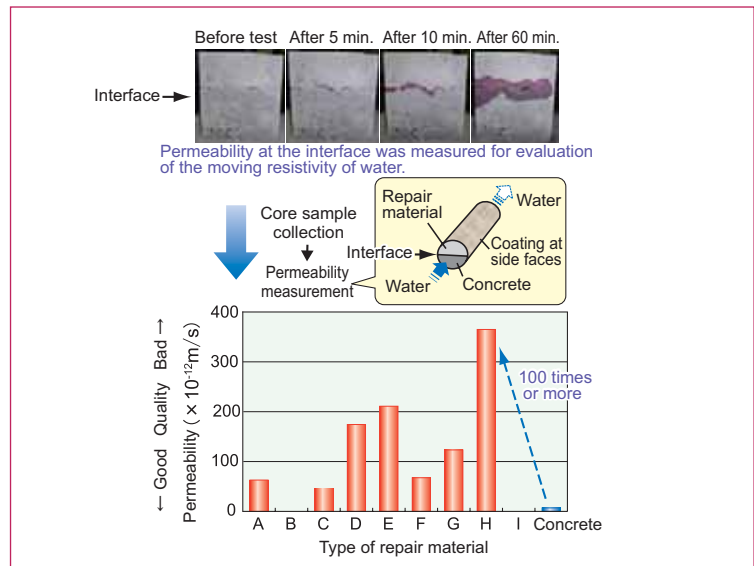 Before test After 5 min. After 10 min. After 60 min.
Interface
Permeability at the interface was measured for evaluation
of the moving resistivity of water.
Core sample
collection
Permeability
measurement
Repair
material
Water
Interface
Coating at
side faces
Water
Concrete
← Good Quality Bad →
Permeability ( × 10⁻¹²m/s)
400
300
200
100
0
100 times
or more
A B C D E F G H I Concrete
Type of repair material